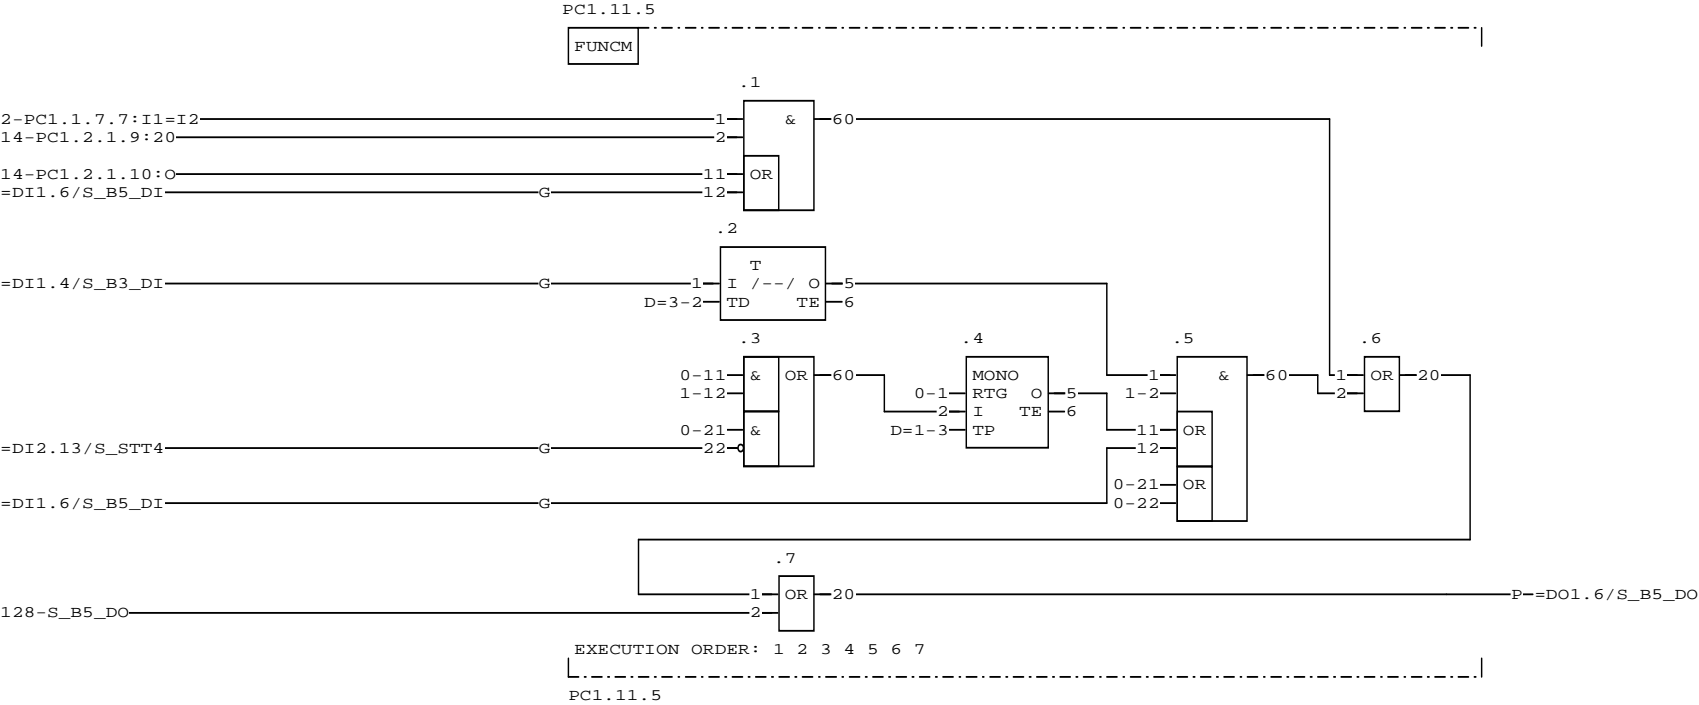 PC1.11.5
FUNCM
.1
2-PC1.1.7.7:I1=I2 1 & 60
14-PC1.2.1.9:20 2
14-PC1.2.1.10:O 11 OR
=DI1.6/S_B5_DI G 12
.2
T
=DI1.4/S_B3_DI G 1 I /--/ O 5
D=3-2 TD TE 6
.3 .4 .5 .6
0-11 & OR 60 MONO 1 & 60 1 OR 20
1-12 0-1 RTG O 5 1-2 2
2 I TE 6
0-21 & D=1-3 TP 11 OR
=DI2.13/S_STT4 G 22 12
0-21 OR
=DI1.6/S_B5_DI G 0-22
.7
1 OR 20 P =DO1.6/S_B5_DO
128-S_B5_DO 2
EXECUTION ORDER: 1 2 3 4 5 6 7
PC1.11.5